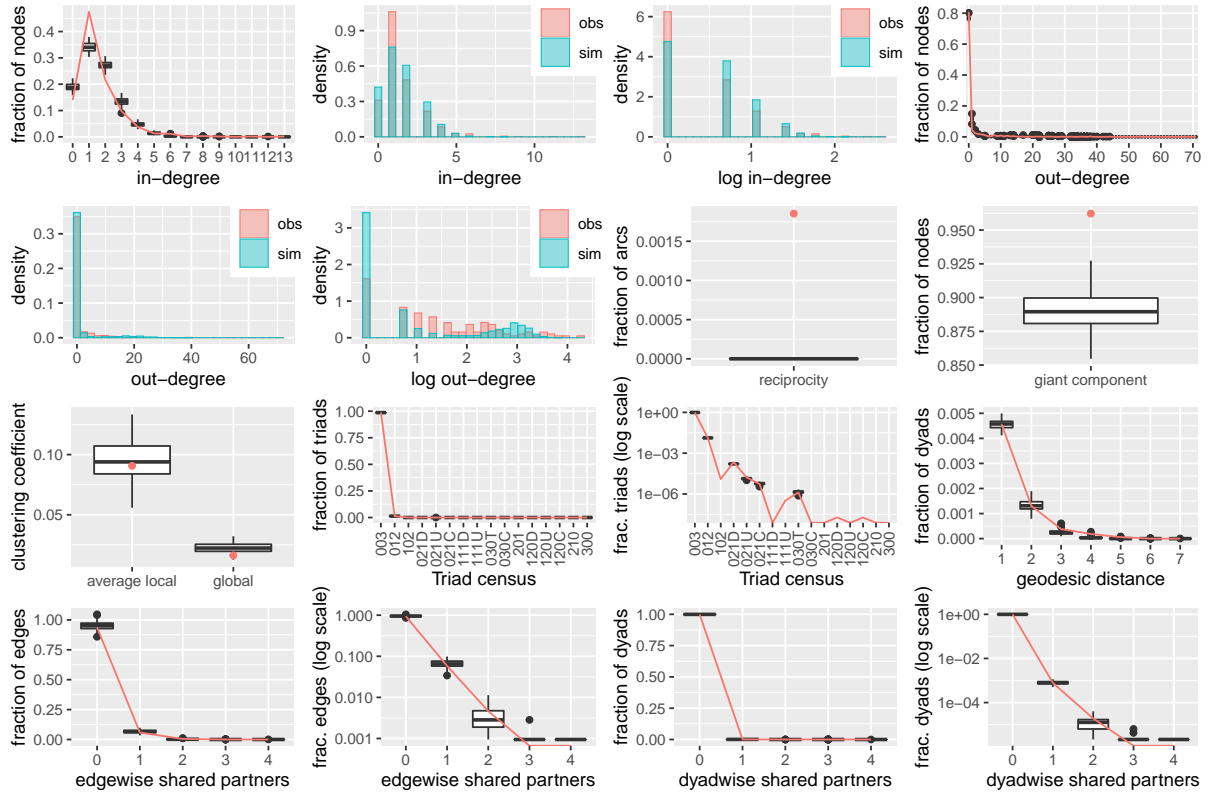 fraction of nodes
0.4
0.3
0.2
0.1
0.0
0 1 2 3 4 5 6 7 8 9 10 11 12 13
in−degree
density
0.9
0.6
0.3
0.0
0 5 10
in−degree
obs
sim
density
6
4
2
0
0 1 2
log in−degree
obs
sim
fraction of nodes
0.8
0.6
0.4
0.2
0.0
0 10 20 30 40 50 60 70
out−degree
density
0.3
0.2
0.1
0.0
0 20 40 60
out−degree
obs
sim
density
3
2
1
0
0 1 2 3 4
log out−degree
obs
sim
fraction of arcs
0.0015
0.0010
0.0005
0.0000
reciprocity
fraction of nodes
0.950
0.925
0.900
0.875
0.850
giant component
clustering coefficient
0.10
0.05
average local global
fraction of triads
1.00
0.75
0.50
0.25
0.00
003 012 102 021D 021U 021C 111D 111U 030T 030C 201 120D 120U 120C 210 300
Triad census
frac. triads (log scale)
1e+00
1e−03
1e−06
003 012 102 021D 021U 021C 111D 111U 030T 030C 201 120D 120U 120C 210 300
Triad census
fraction of dyads
0.005
0.004
0.003
0.002
0.001
0.000
1 2 3 4 5 6 7
geodesic distance
fraction of edges
1.00
0.75
0.50
0.25
0.00
0 1 2 3 4
edgewise shared partners
frac. edges (log scale)
1.000
0.100
0.010
0.001
0 1 2 3 4
edgewise shared partners
fraction of dyads
1.00
0.75
0.50
0.25
0.00
0 1 2 3 4
dyadwise shared partners
frac. dyads (log scale)
1e+00
1e−02
1e−04
0 1 2 3 4
dyadwise shared partners